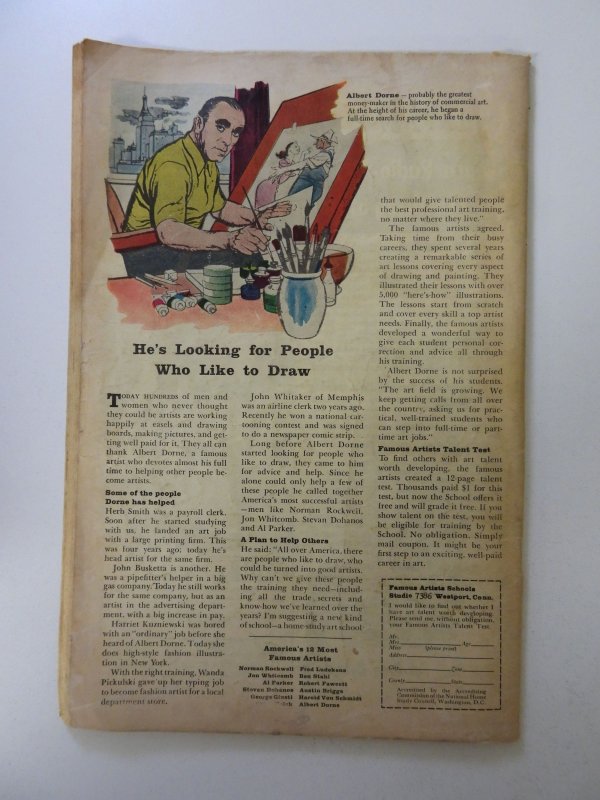 Albert Dorne — probably the greatest
money-maker in the history of commercial art.
At the height of his career, he began a
full-time search for people who like to draw.
He's Looking for People
Who Like to Draw
TODAY HUNDREDS of men and
women who never thought
they could be artists are working
happily at easels and drawing
boards, making pictures, and get-
ting well paid for it. They all can
thank Albert Dorne, a famous
artist who devotes almost his full
time to helping other people be-
come artists.
Some of the people
Dorne has helped
Herb Smith was a payroll clerk.
Soon after he started studying
with us, he landed an art job
with a large printing firm. This
was four years ago; today he's
head artist for the same firm.
John Busketta is another. He
was a pipefitter's helper in a big
gas company. Today he still works
for the same company, but as an
artist in the advertising depart-
ment, with a big increase in pay.
Harriet Kuzniewski was bored
with an "ordinary" job before she
heard of Albert Dorne. Today she
does high-style fashion illustra-
tion in New York.
With the right training, Wanda
Pickulski gave up her typing job
to become fashion artist for a local
department store.
John Whitaker of Memphis
was an airline clerk two years ago.
Recently he won a national car-
tooning contest and was signed
to do a newspaper comic strip.
Long before Albert Dorne
started looking for people who
like to draw, they came to him
for advice and help. Since he
alone could only help a few of
these people he called together
America's most successful artists
—men like Norman Rockwell,
Jon Whitcomb, Stevan Dohanos
and Al Parker.
A Plan to Help Others
He said: "All over America, there
are people who like to draw, who
could be turned into good artists.
Why can't we give these people
the training they need—includ-
ing all the trade secrets and
know-how we've learned over the
years? I'm suggesting a new kind
of school—a home-study art school
America's 12 Most
Famous Artists
Norman Rockwell Fred Ludekens
Jon Whitcomb Ben Stahl
Al Parker Robert Fawcett
Stevan Dohanos Austin Briggs
George Giusti Harold Von Schmidt
Albert Dorne
that would give talented people
the best professional art training,
no matter where they live."
The famous artists agreed.
Taking time from their busy
careers, they spent several years
creating a remarkable series of
art lessons covering every aspect
of drawing and painting. They
illustrated their lessons with over
5,000 "here's-how" illustrations.
The lessons start from scratch
and cover every skill a top artist
needs. Finally, the famous artists
developed a wonderful way to
give each student personal cor-
rection and advice all through
his training.
Albert Dorne is not surprised
by the success of his students.
"The art field is growing. We
keep getting calls from all over
the country, asking us for prac-
tical, well-trained students who
can step into full-time or part-
time art jobs."
Famous Artists Talent Test
To find others with art talent
worth developing, the famous
artists created a 12-page talent
test. Thousands paid $1 for this
test, but now the School offers it
free and will grade it free. If you
show talent on the test, you will
be eligible for training by the
School. No obligation. Simply
mail coupon. It might be your
first step to an exciting, well-paid
career in art.
Famous Artists Schools
Studio 7386 Westport, Conn.
I would like to find out whether I
have art talent worth developing.
Please send me, without obligation,
your Famous Artists Talent Test.
Mr.
Mrs. Age
Miss (please print)
Address
City Zone
County State
Accredited by the Accrediting
Commission of the National Home
Study Council, Washington, D.C.